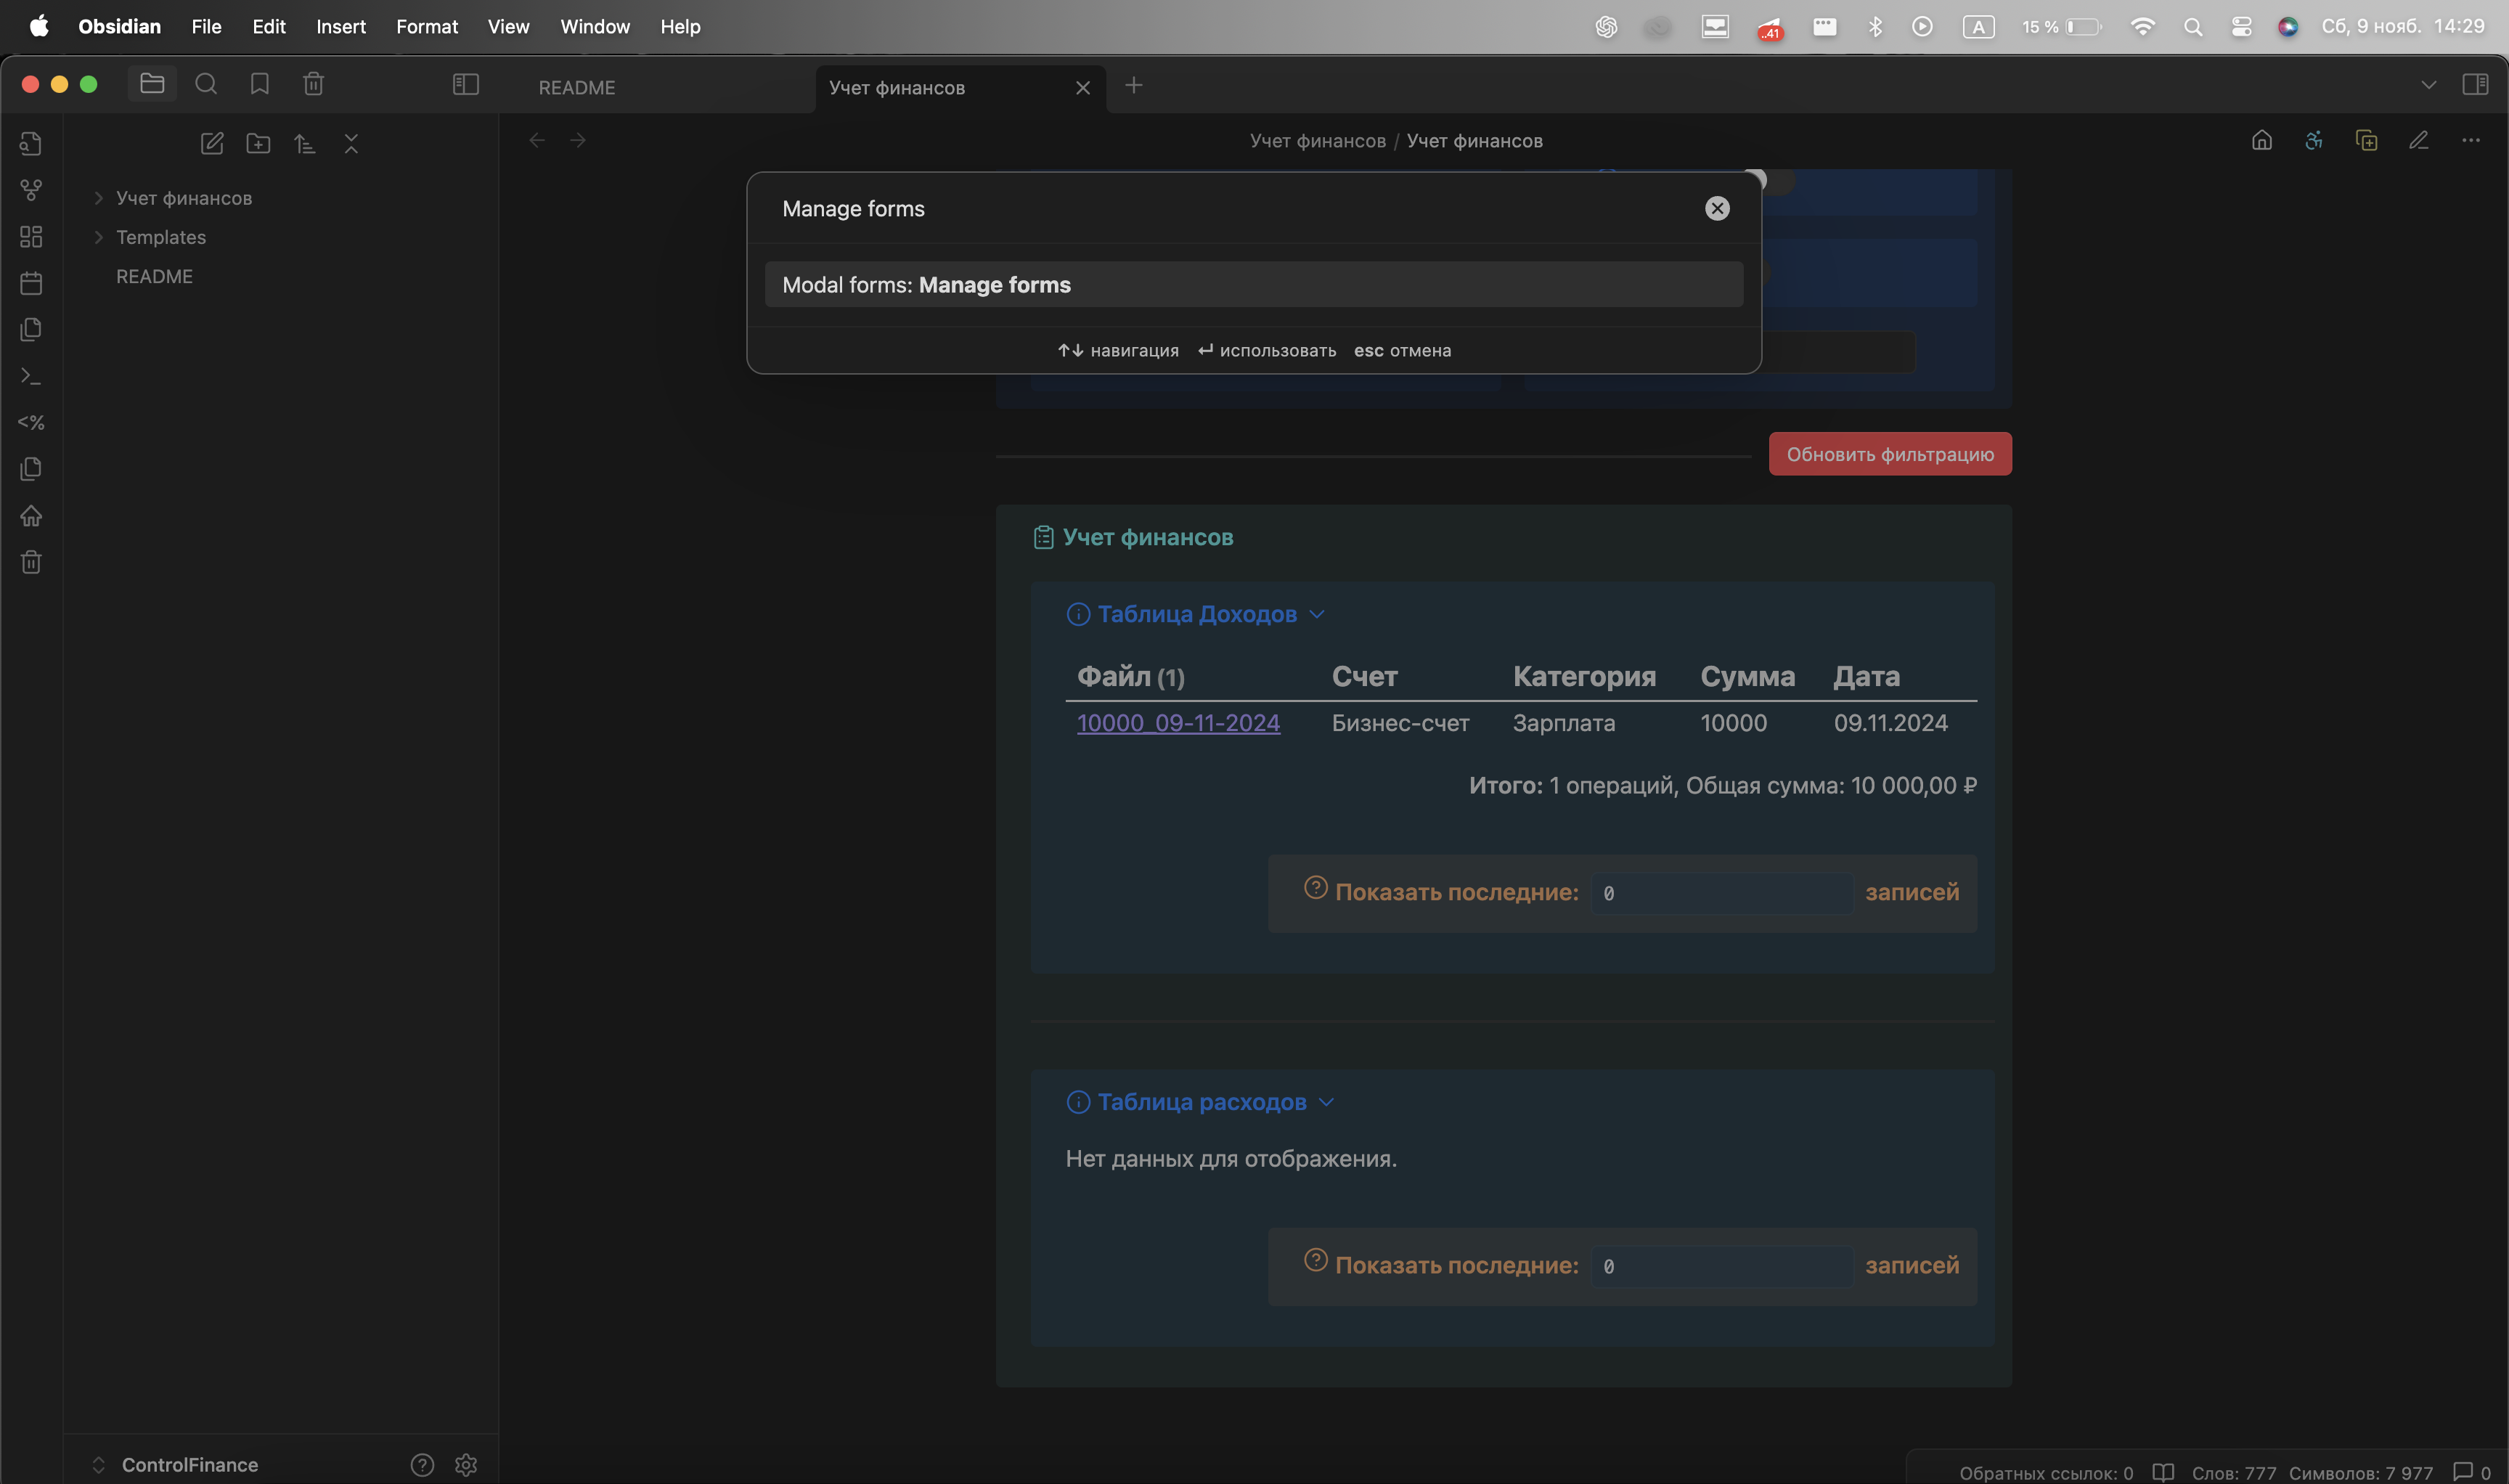 Obsidian File Edit Insert Format View Window Help
..41 A 15 % Сб, 9 нояб. 14:29
README
Учет финансов
Учет финансов / Учет финансов
Учет финансов
Templates
README
<%
Manage forms
Modal forms: Manage forms
↑↓ навигация ↵ использовать esc отмена
Обновить фильтрацию
Учет финансов
Таблица Доходов
Файл (1) Счет Категория Сумма Дата
10000_09-11-2024 Бизнес-счет Зарплата 10000 09.11.2024
Итого: 1 операций, Общая сумма: 10 000,00 ₽
Показать последние: 0 записей
Таблица расходов
Нет данных для отображения.
Показать последние: 0 записей
ControlFinance
Обратных ссылок: 0 Слов: 777 Символов: 7 977 0